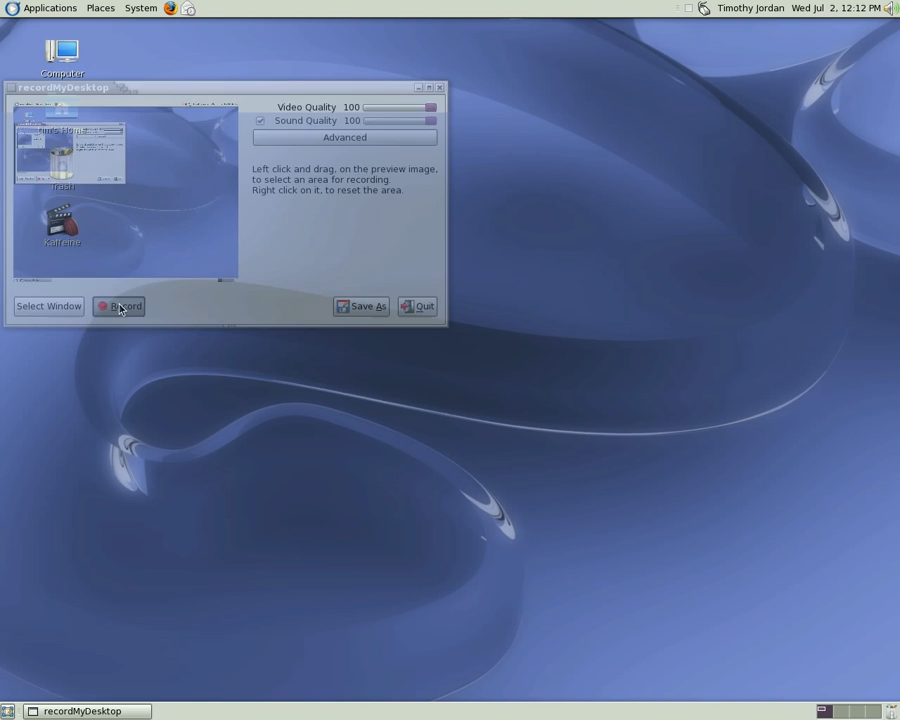 Applications Places System Timothy Jordan Wed Jul 2, 12:12 PM
Computer
recordMyDesktop
Video Quality 100
Sound Quality 100
Advanced
Left click and drag, on the preview image,
to select an area for recording.
Right click on it, to reset the area.
Trash
Kaffeine
Select Window Record Save As Quit
recordMyDesktop